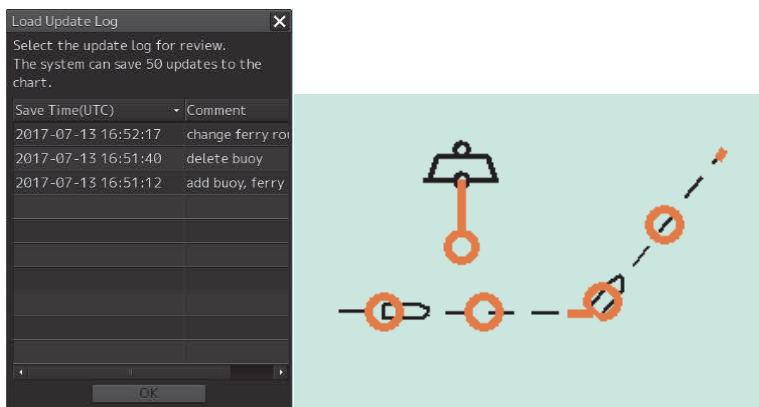 Load Update Log
Select the update log for review.
The system can save 50 updates to the
chart.
Save Time(UTC) Comment
2017-07-13 16:52:17 change ferry rou
2017-07-13 16:51:40 delete buoy
2017-07-13 16:51:12 add buoy, ferry
OK